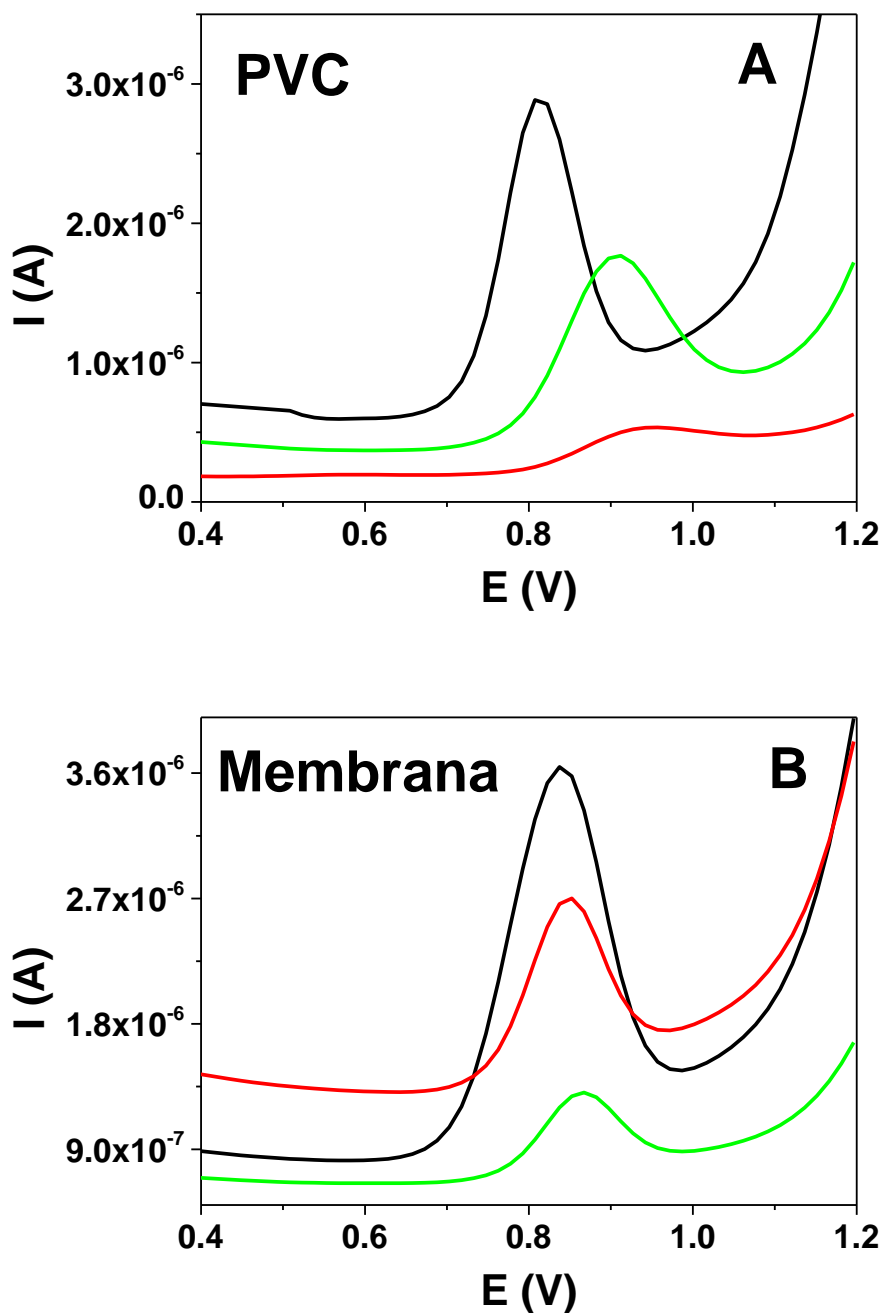 PVC
A
3.0x10⁻⁶
2.0x10⁻⁶
1.0x10⁻⁶
0.0
I (A)
0.4 0.6 0.8 1.0 1.2
E (V)
Membrana
B
3.6x10⁻⁶
2.7x10⁻⁶
1.8x10⁻⁶
9.0x10⁻⁷
I (A)
0.4 0.6 0.8 1.0 1.2
E (V)